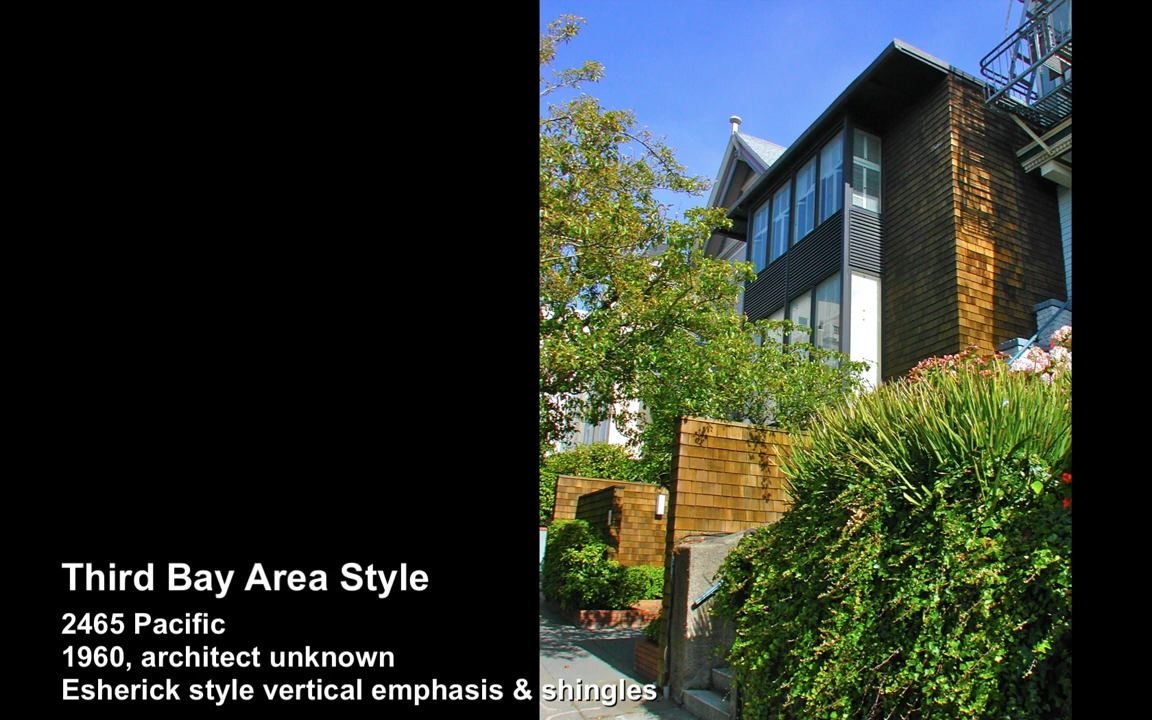 Third Bay Area Style
2465 Pacific
1960, architect unknown
Esherick style vertical emphasis & shingles